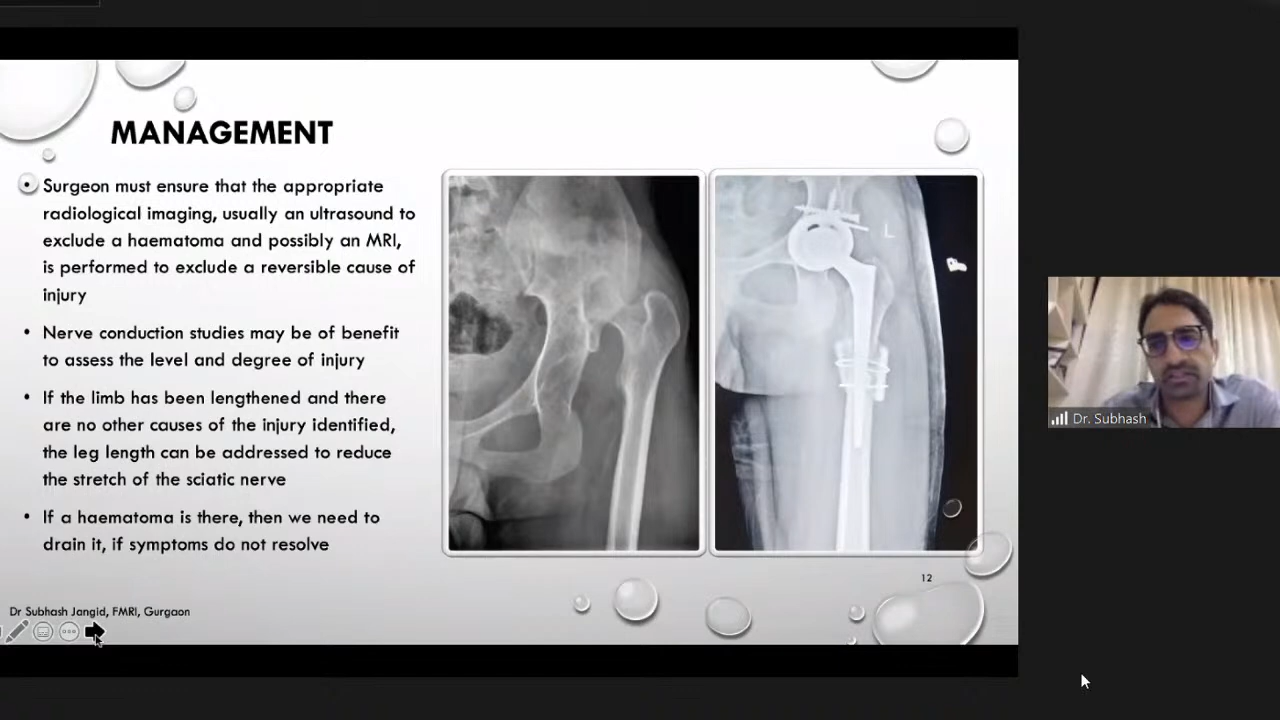 MANAGEMENT
• Surgeon must ensure that the appropriate
radiological imaging, usually an ultrasound to
exclude a haematoma and possibly an MRI,
is performed to exclude a reversible cause of
injury
• Nerve conduction studies may be of benefit
to assess the level and degree of injury
• If the limb has been lengthened and there
are no other causes of the injury identified,
the leg length can be addressed to reduce
the stretch of the sciatic nerve
• If a haematoma is there, then we need to
drain it, if symptoms do not resolve
L
12
Dr Subhash Jangid, FMRI, Gurgaon
Dr. Subhash